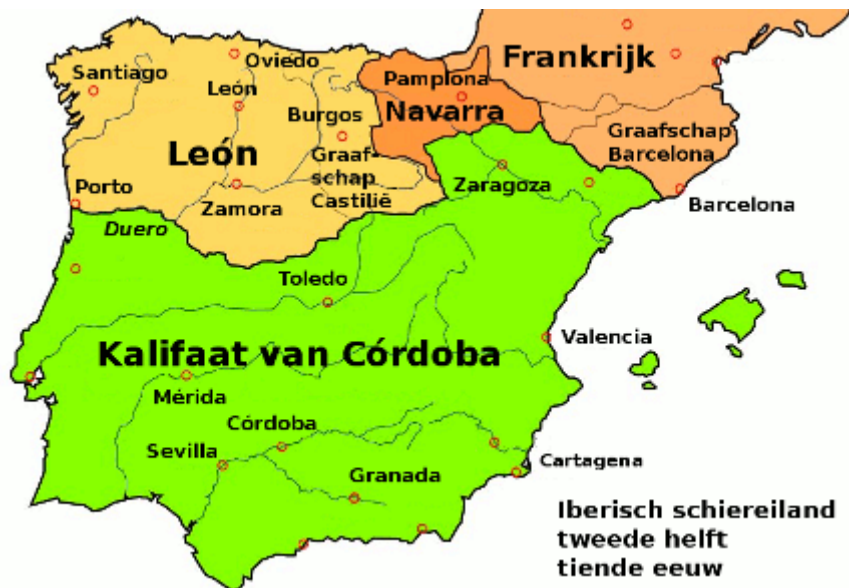 Frankrijk
Oviedo
Santiago
Pamplona
León
Navarra
Burgos
Graafschap
Barcelona
León
Graaf-
schap
Castilië
Zaragoza
Porto
Zamora
Barcelona
Duero
Toledo
Valencia
Kalifaat van Córdoba
Mérida
Córdoba
Sevilla
Cartagena
Granada
Iberisch schiereiland
tweede helft
tiende eeuw